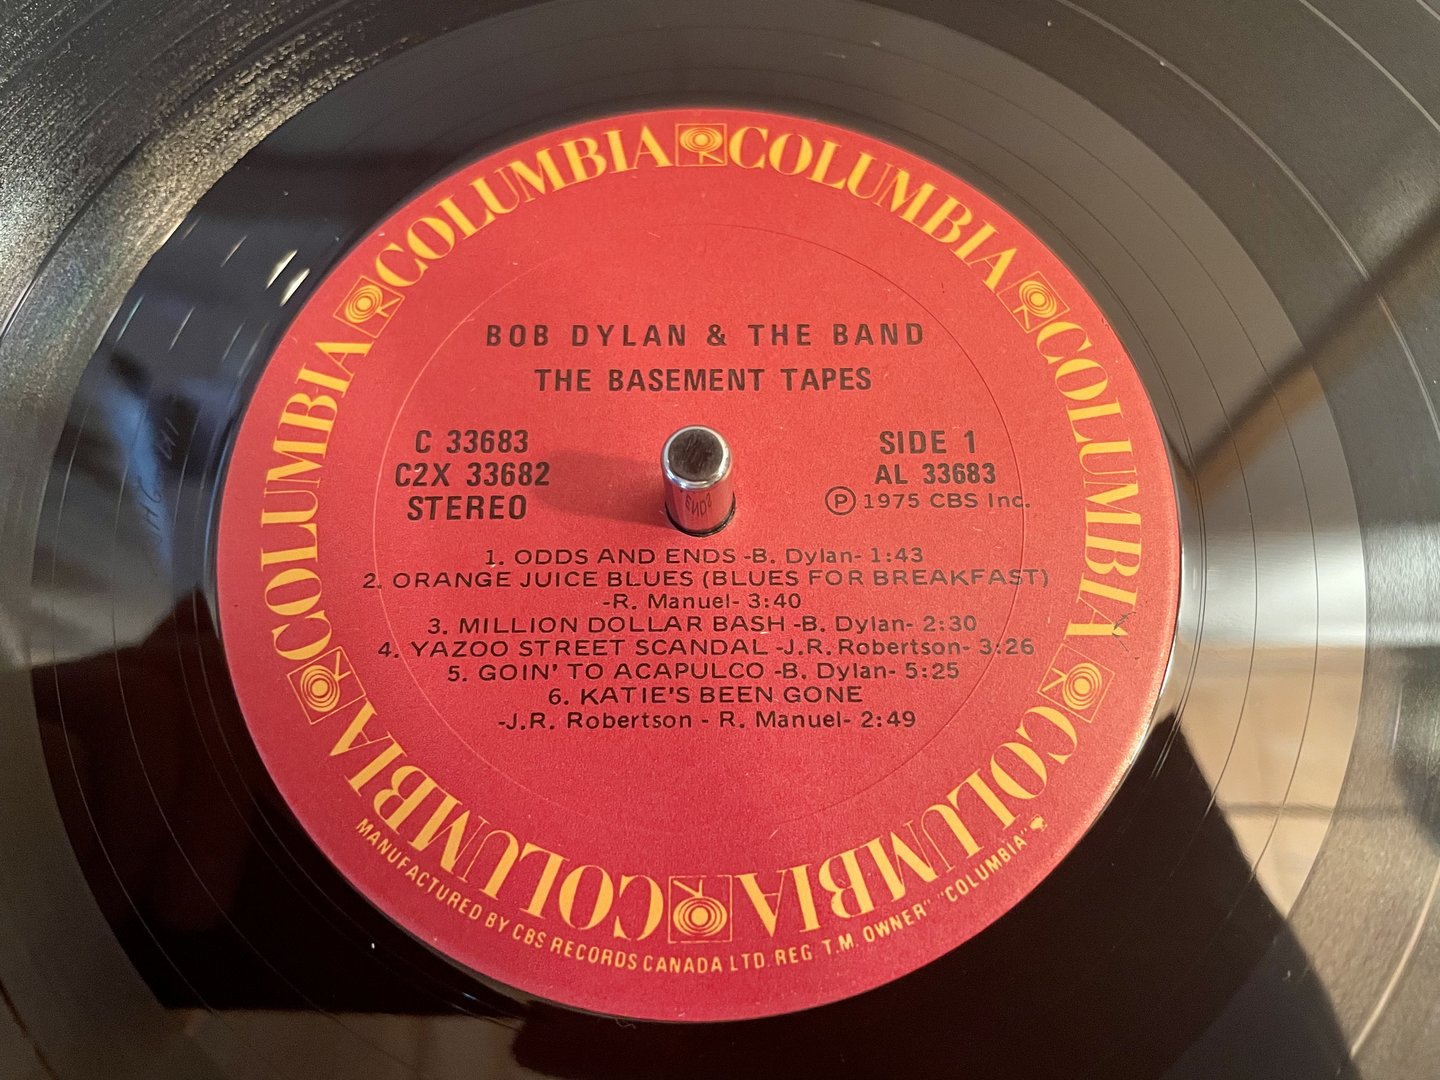 COLUMBIA COLUMBIA COLUMBIA COLUMBIA COLUMBIA COLUMBIA
BOB DYLAN & THE BAND
THE BASEMENT TAPES
C 33683
C2X 33682
STEREO
SIDE 1
AL 33683
Ⓟ 1975 CBS Inc.
1. ODDS AND ENDS -B. Dylan- 1:43
2. ORANGE JUICE BLUES (BLUES FOR BREAKFAST)
-R. Manuel- 3:40
3. MILLION DOLLAR BASH -B. Dylan- 2:30
4. YAZOO STREET SCANDAL -J.R. Robertson- 3:26
5. GOIN' TO ACAPULCO -B. Dylan- 5:25
6. KATIE'S BEEN GONE
-J.R. Robertson - R. Manuel- 2:49
MANUFACTURED BY CBS RECORDS CANADA LTD. REG T.M. OWNER" "COLUMBIA"